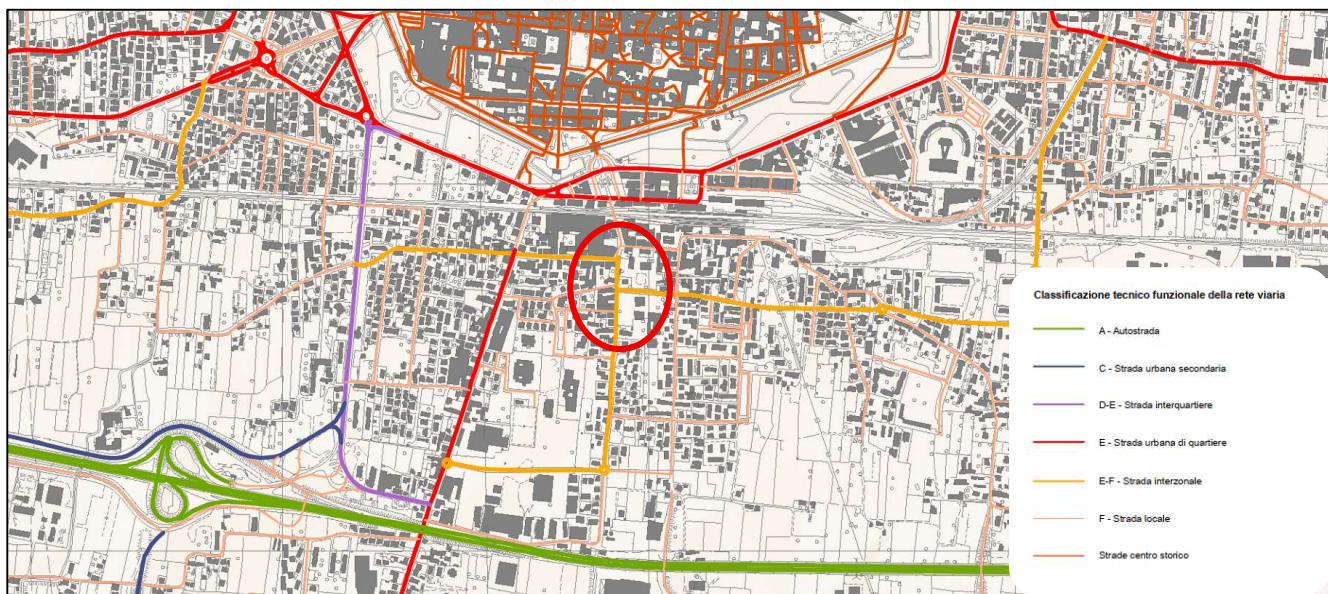 Classificazione tecnico funzionale della rete viaria
A - Autostrada
C - Strada urbana secondaria
D-E - Strada interquartiere
E - Strada urbana di quartiere
E-F - Strada interzonale
F - Strada locale
Strade centro storico